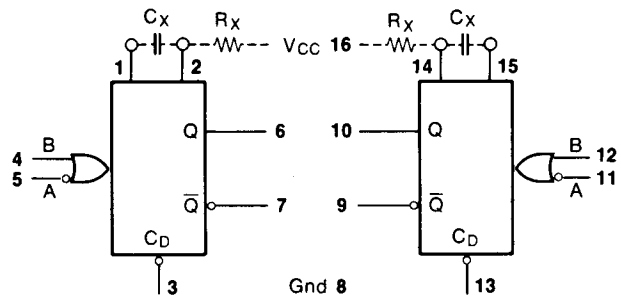 CX RX VCC 16 RX CX
1 2 14 15
Q 6 10 Q
4 B B 12
5 A A 11
Q̅ 7 9 Q̅
CD CD
3 Gnd 8 13